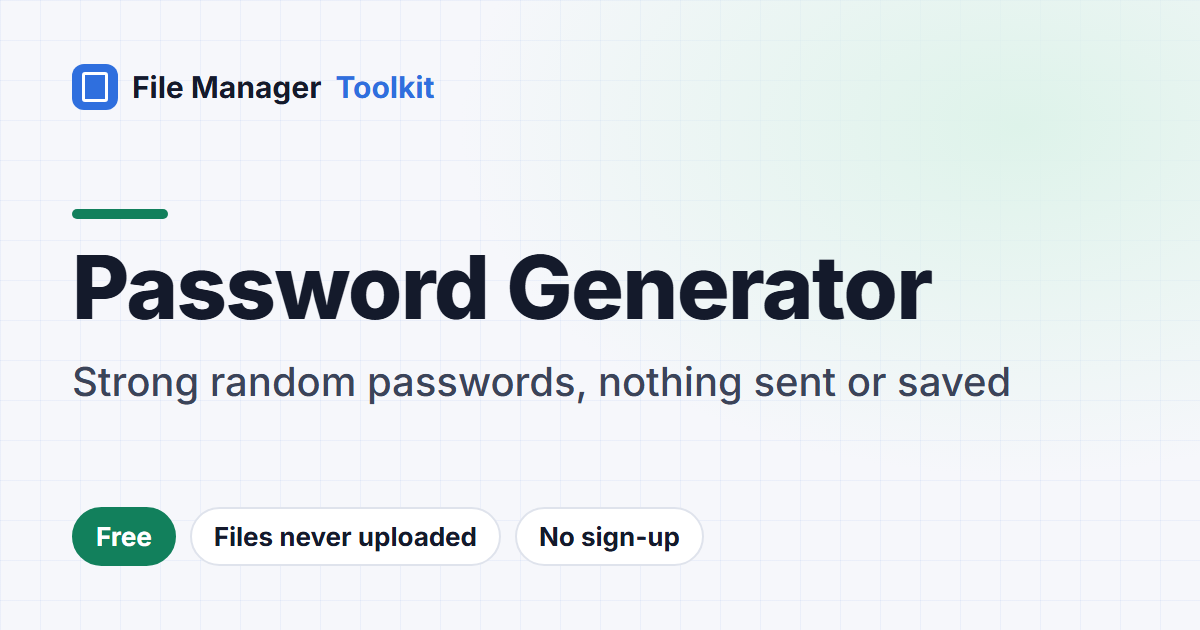 File Manager Toolkit
Password Generator
Strong random passwords, nothing sent or saved
Free
Files never uploaded
No sign-up